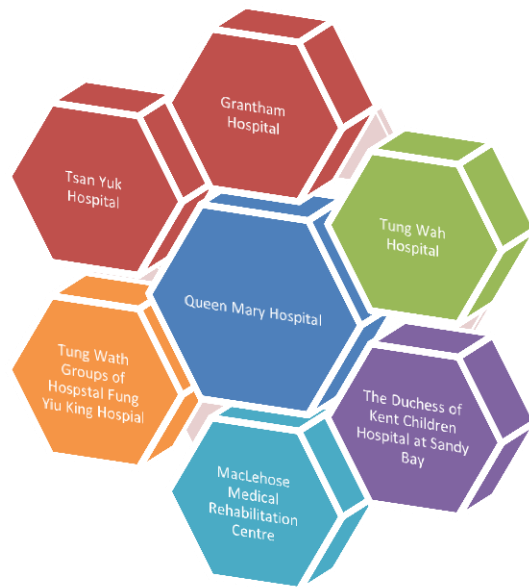 Grantham
Hospital
Tsan Yuk
Hospital
Tung Wah
Hospital
Queen Mary Hospital
Tung Wath
Groups of
Hospstal Fung
Yiu King Hospial
The Duchess of
Kent Children
Hospital at Sandy
Bay
MacLehose
Medical
Rehabilitation
Centre